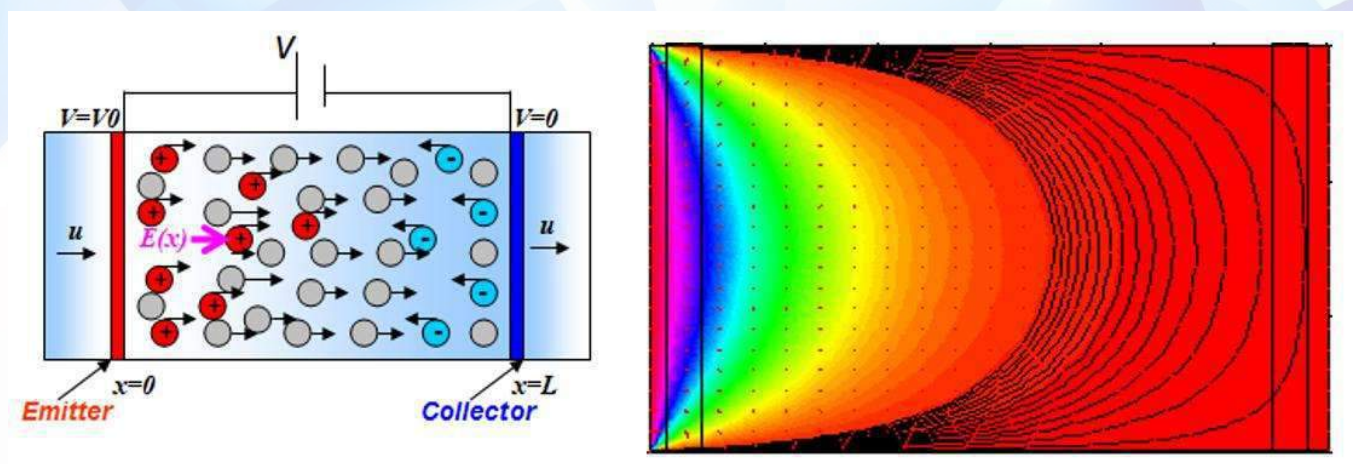 V
V=V0
V=0
+
+
+
+
+
+
+
+
-
-
-
-
-
u
E(x)
u
x=0
x=L
Emitter
Collector